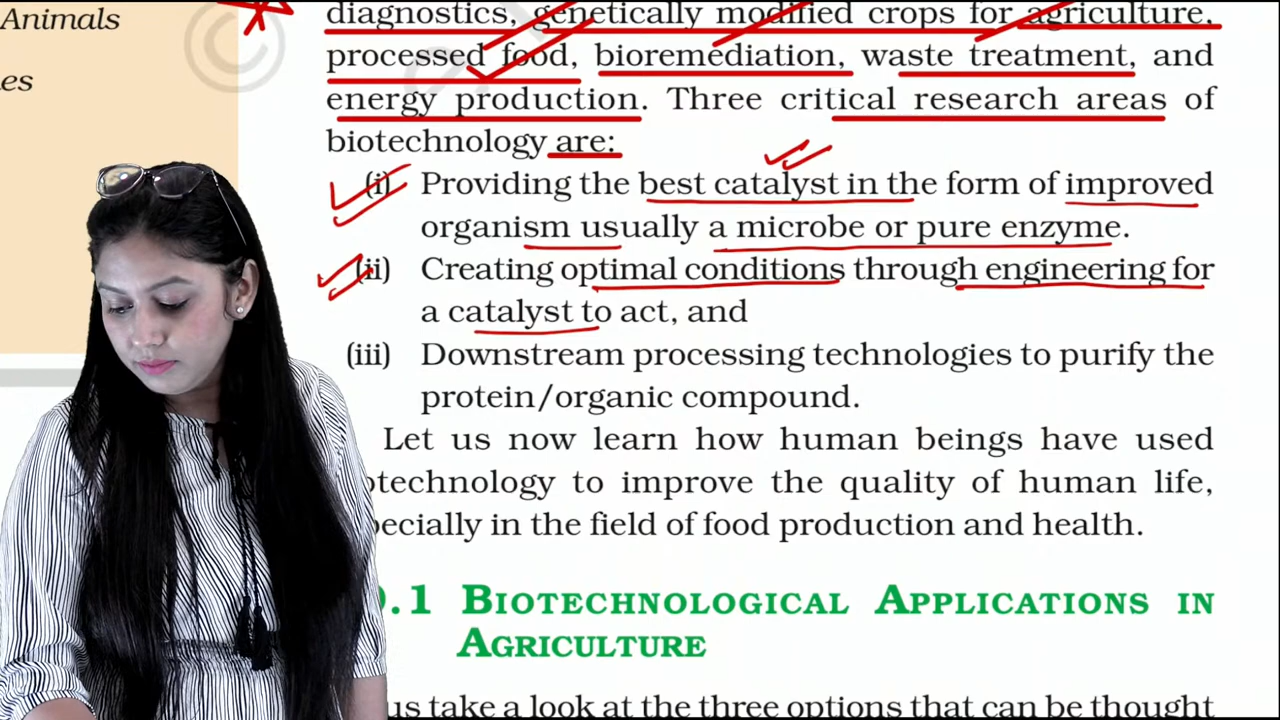 Animals
es
diagnostics, genetically modified crops for agriculture,
processed food, bioremediation, waste treatment, and
energy production. Three critical research areas of
biotechnology are:
(i) Providing the best catalyst in the form of improved
organism usually a microbe or pure enzyme.
(ii) Creating optimal conditions through engineering for
a catalyst to act, and
(iii) Downstream processing technologies to purify the
protein/organic compound.
Let us now learn how human beings have used
otechnology to improve the quality of human life,
pecially in the field of food production and health.
.1 BIOTECHNOLOGICAL APPLICATIONS IN
AGRICULTURE
us take a look at the three options that can be thought